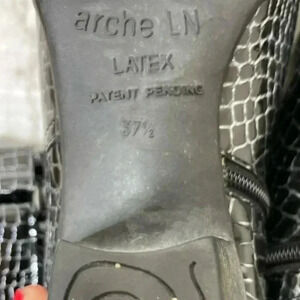 arche LN
LATEX
PATENT PENDING
37½